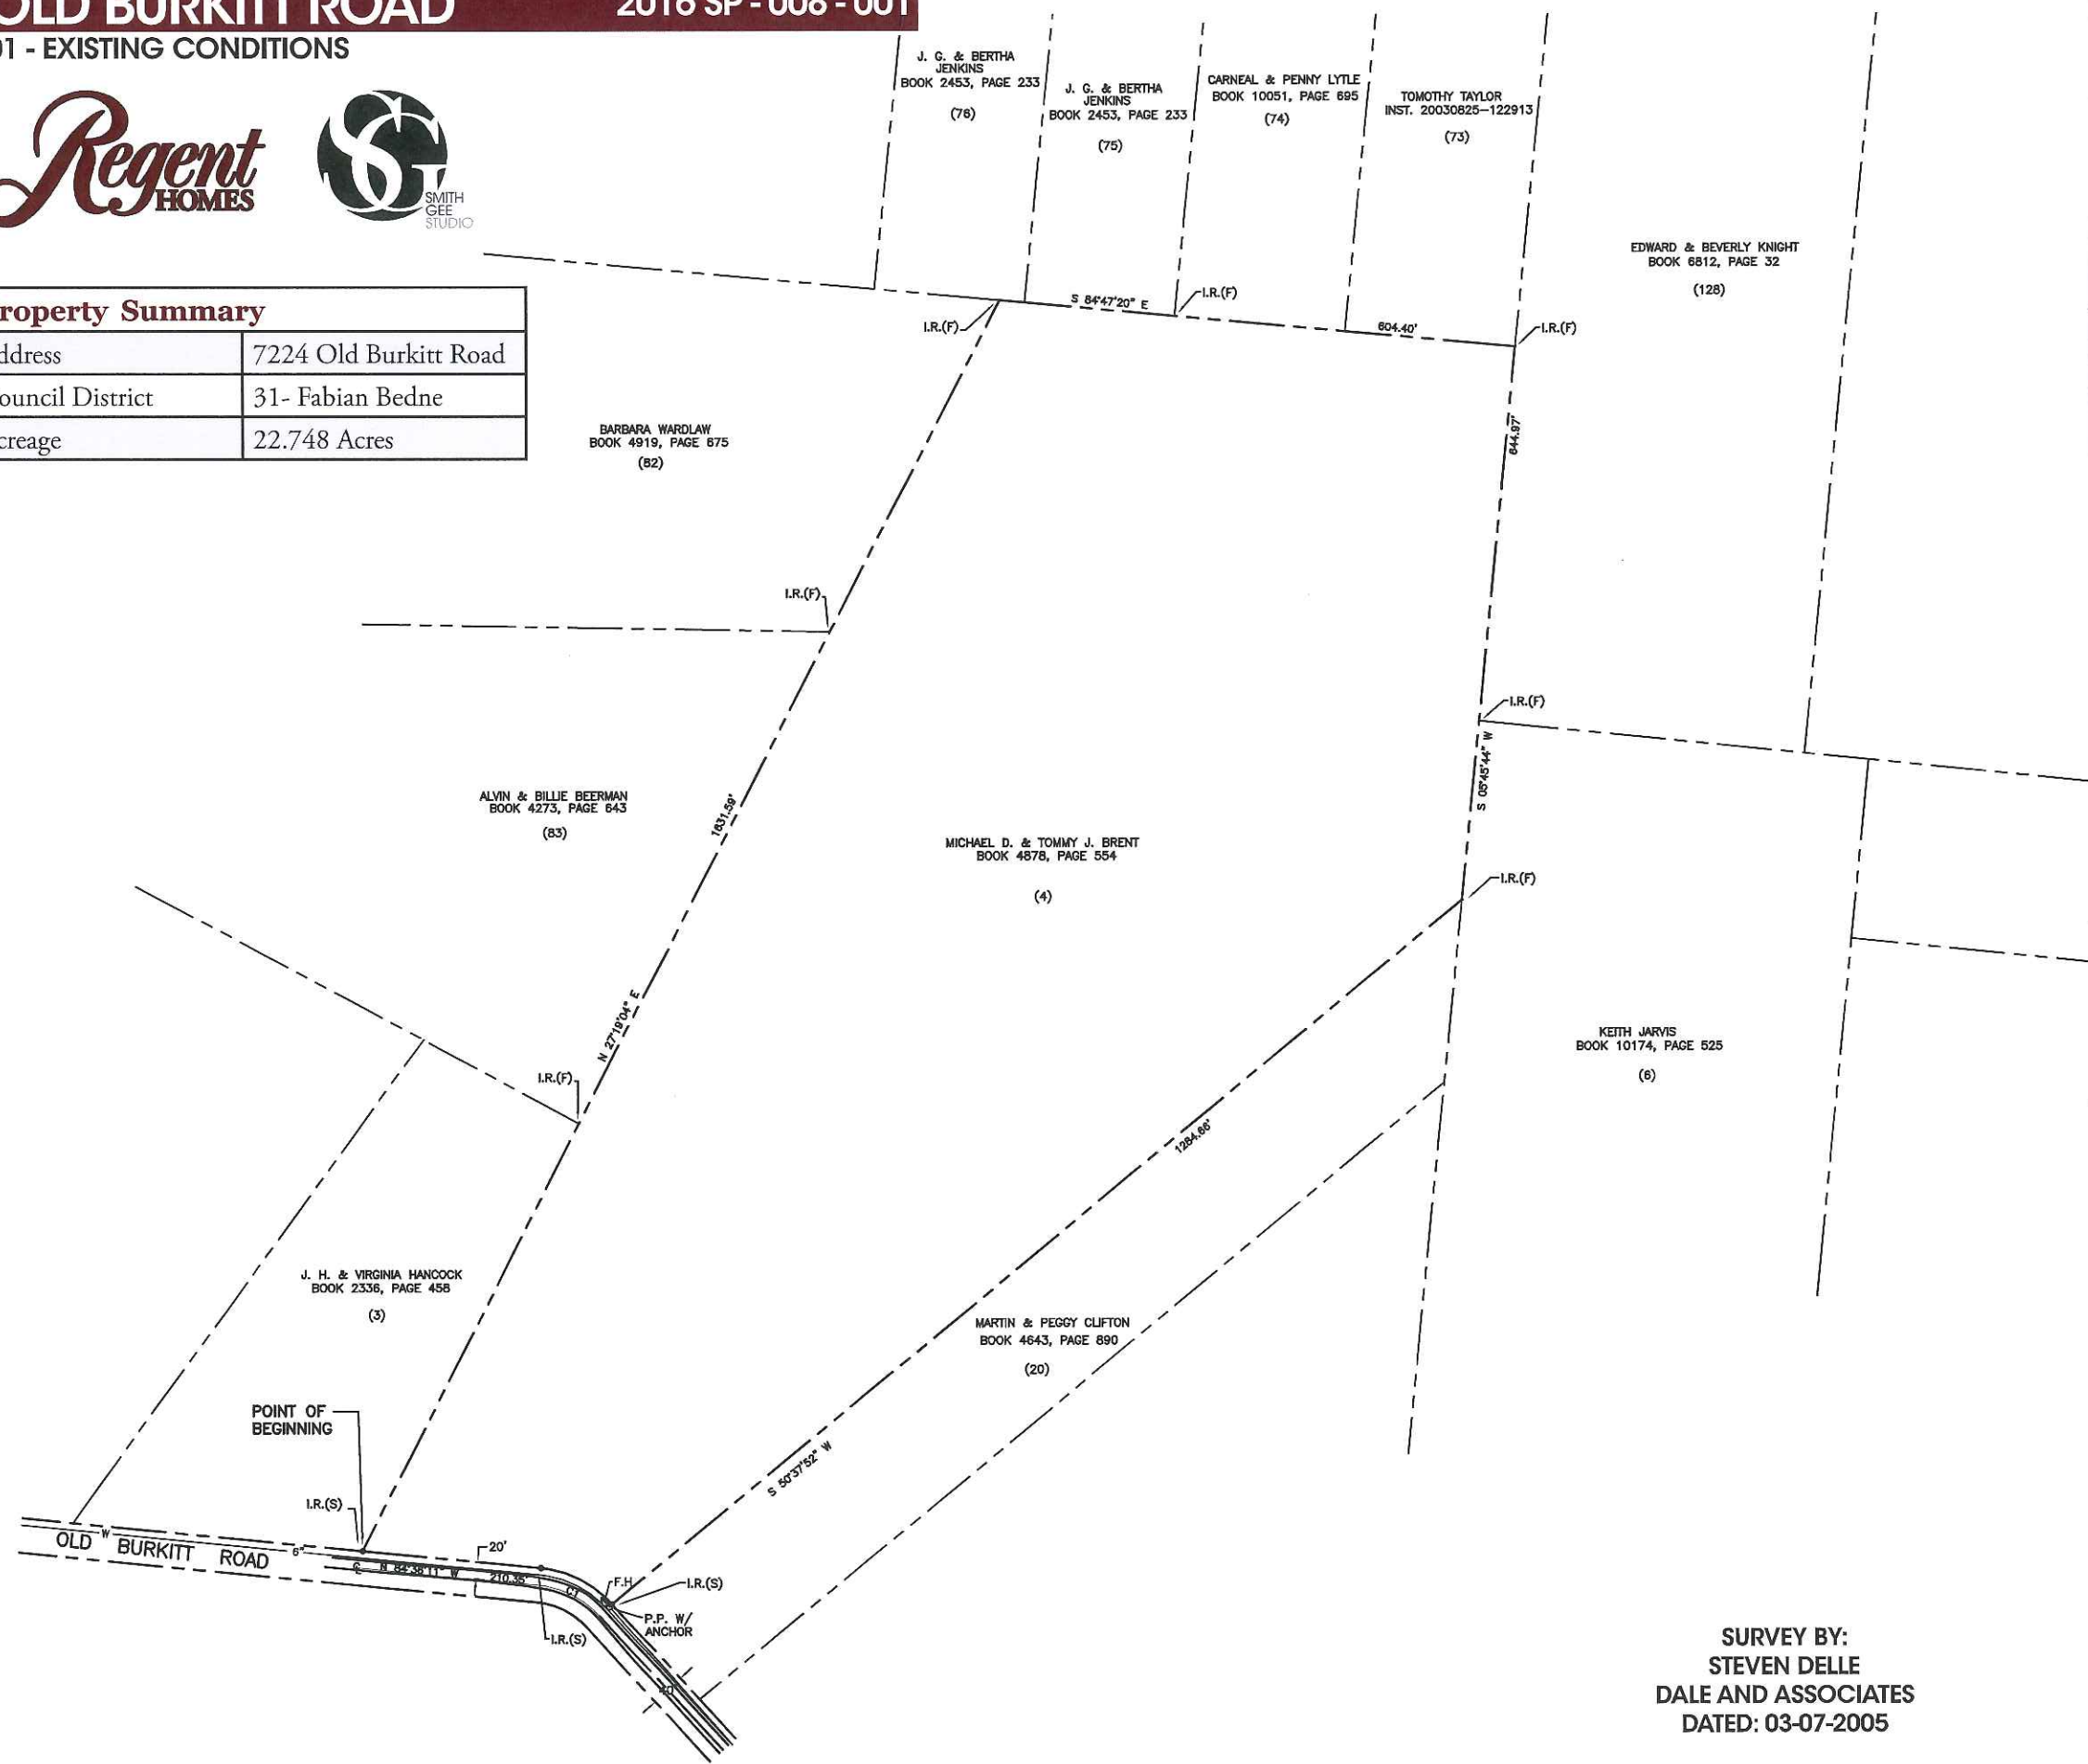 OLD BURKITT ROAD
2016 SP - 008 - 001
01 - EXISTING CONDITIONS
Regent
HOMES
SG
SMITH
GEE
STUDIO
roperty Summary
ddress 7224 Old Burkitt Road
ouncil District 31- Fabian Bedne
creage 22.748 Acres
J. G. & BERTHA
JENKINS
BOOK 2453, PAGE 233
(76)
J. G. & BERTHA
JENKINS
BOOK 2453, PAGE 233
(75)
CARNEAL & PENNY LYTLE
BOOK 10051, PAGE 695
(74)
TOMOTHY TAYLOR
INST. 20030825-122913
(73)
EDWARD & BEVERLY KNIGHT
BOOK 6812, PAGE 32
(128)
S 84°47'20" E
I.R.(F)
I.R.(F)
604.40'
I.R.(F)
644.97'
BARBARA WARDLAW
BOOK 4919, PAGE 675
(82)
I.R.(F)
I.R.(F)
S 05°45'44" W
ALVIN & BILLIE BEERMAN
BOOK 4273, PAGE 643
(83)
1631.59'
MICHAEL D. & TOMMY J. BRENT
BOOK 4878, PAGE 554
(4)
I.R.(F)
N 27°19'04" E
I.R.(F)
KEITH JARVIS
BOOK 10174, PAGE 525
(6)
1284.66'
J. H. & VIRGINIA HANCOCK
BOOK 2336, PAGE 458
(3)
MARTIN & PEGGY CLIFTON
BOOK 4643, PAGE 890
(20)
POINT OF
BEGINNING
S 50°37'52" W
I.R.(S)
OLD BURKITT ROAD
W
6"
20'
N 84°38'11" W
210.35'
C1
F.H.
I.R.(S)
P.P. W/
ANCHOR
I.R.(S)
40'
SURVEY BY:
STEVEN DELLE
DALE AND ASSOCIATES
DATED: 03-07-2005